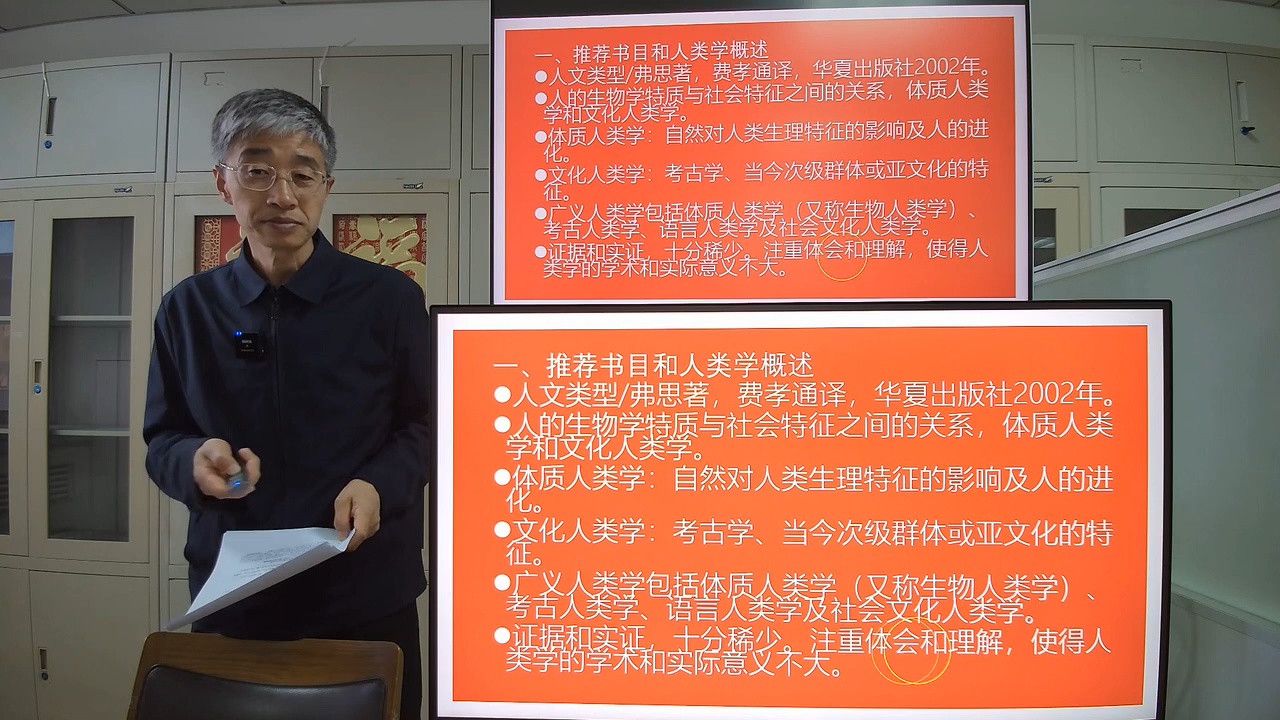 一、推荐书目和人类学概述
●人文类型/弗思著，费孝通译，华夏出版社2002年。
●人的生物学特质与社会特征之间的关系，体质人类
学和文化人类学。
●体质人类学：自然对人类生理特征的影响及人的进
化。
●文化人类学：考古学、当今次级群体或亚文化的特
征。
●广义人类学包括体质人类学（又称生物人类学）、
考古人类学、语言人类学及社会文化人类学。
●证据和实证，十分稀少。注重体会和理解，使得人
类学的学术和实际意义不大。
一、推荐书目和人类学概述
●人文类型/弗思著，费孝通译，华夏出版社2002年。
●人的生物学特质与社会特征之间的关系，体质人类
学和文化人类学。
●体质人类学：自然对人类生理特征的影响及人的进
化。
●文化人类学：考古学、当今次级群体或亚文化的特
征。
●广义人类学包括体质人类学（又称生物人类学）、
考古人类学、语言人类学及社会文化人类学。
●证据和实证，十分稀少。注重体会和理解，使得人
类学的学术和实际意义不大。